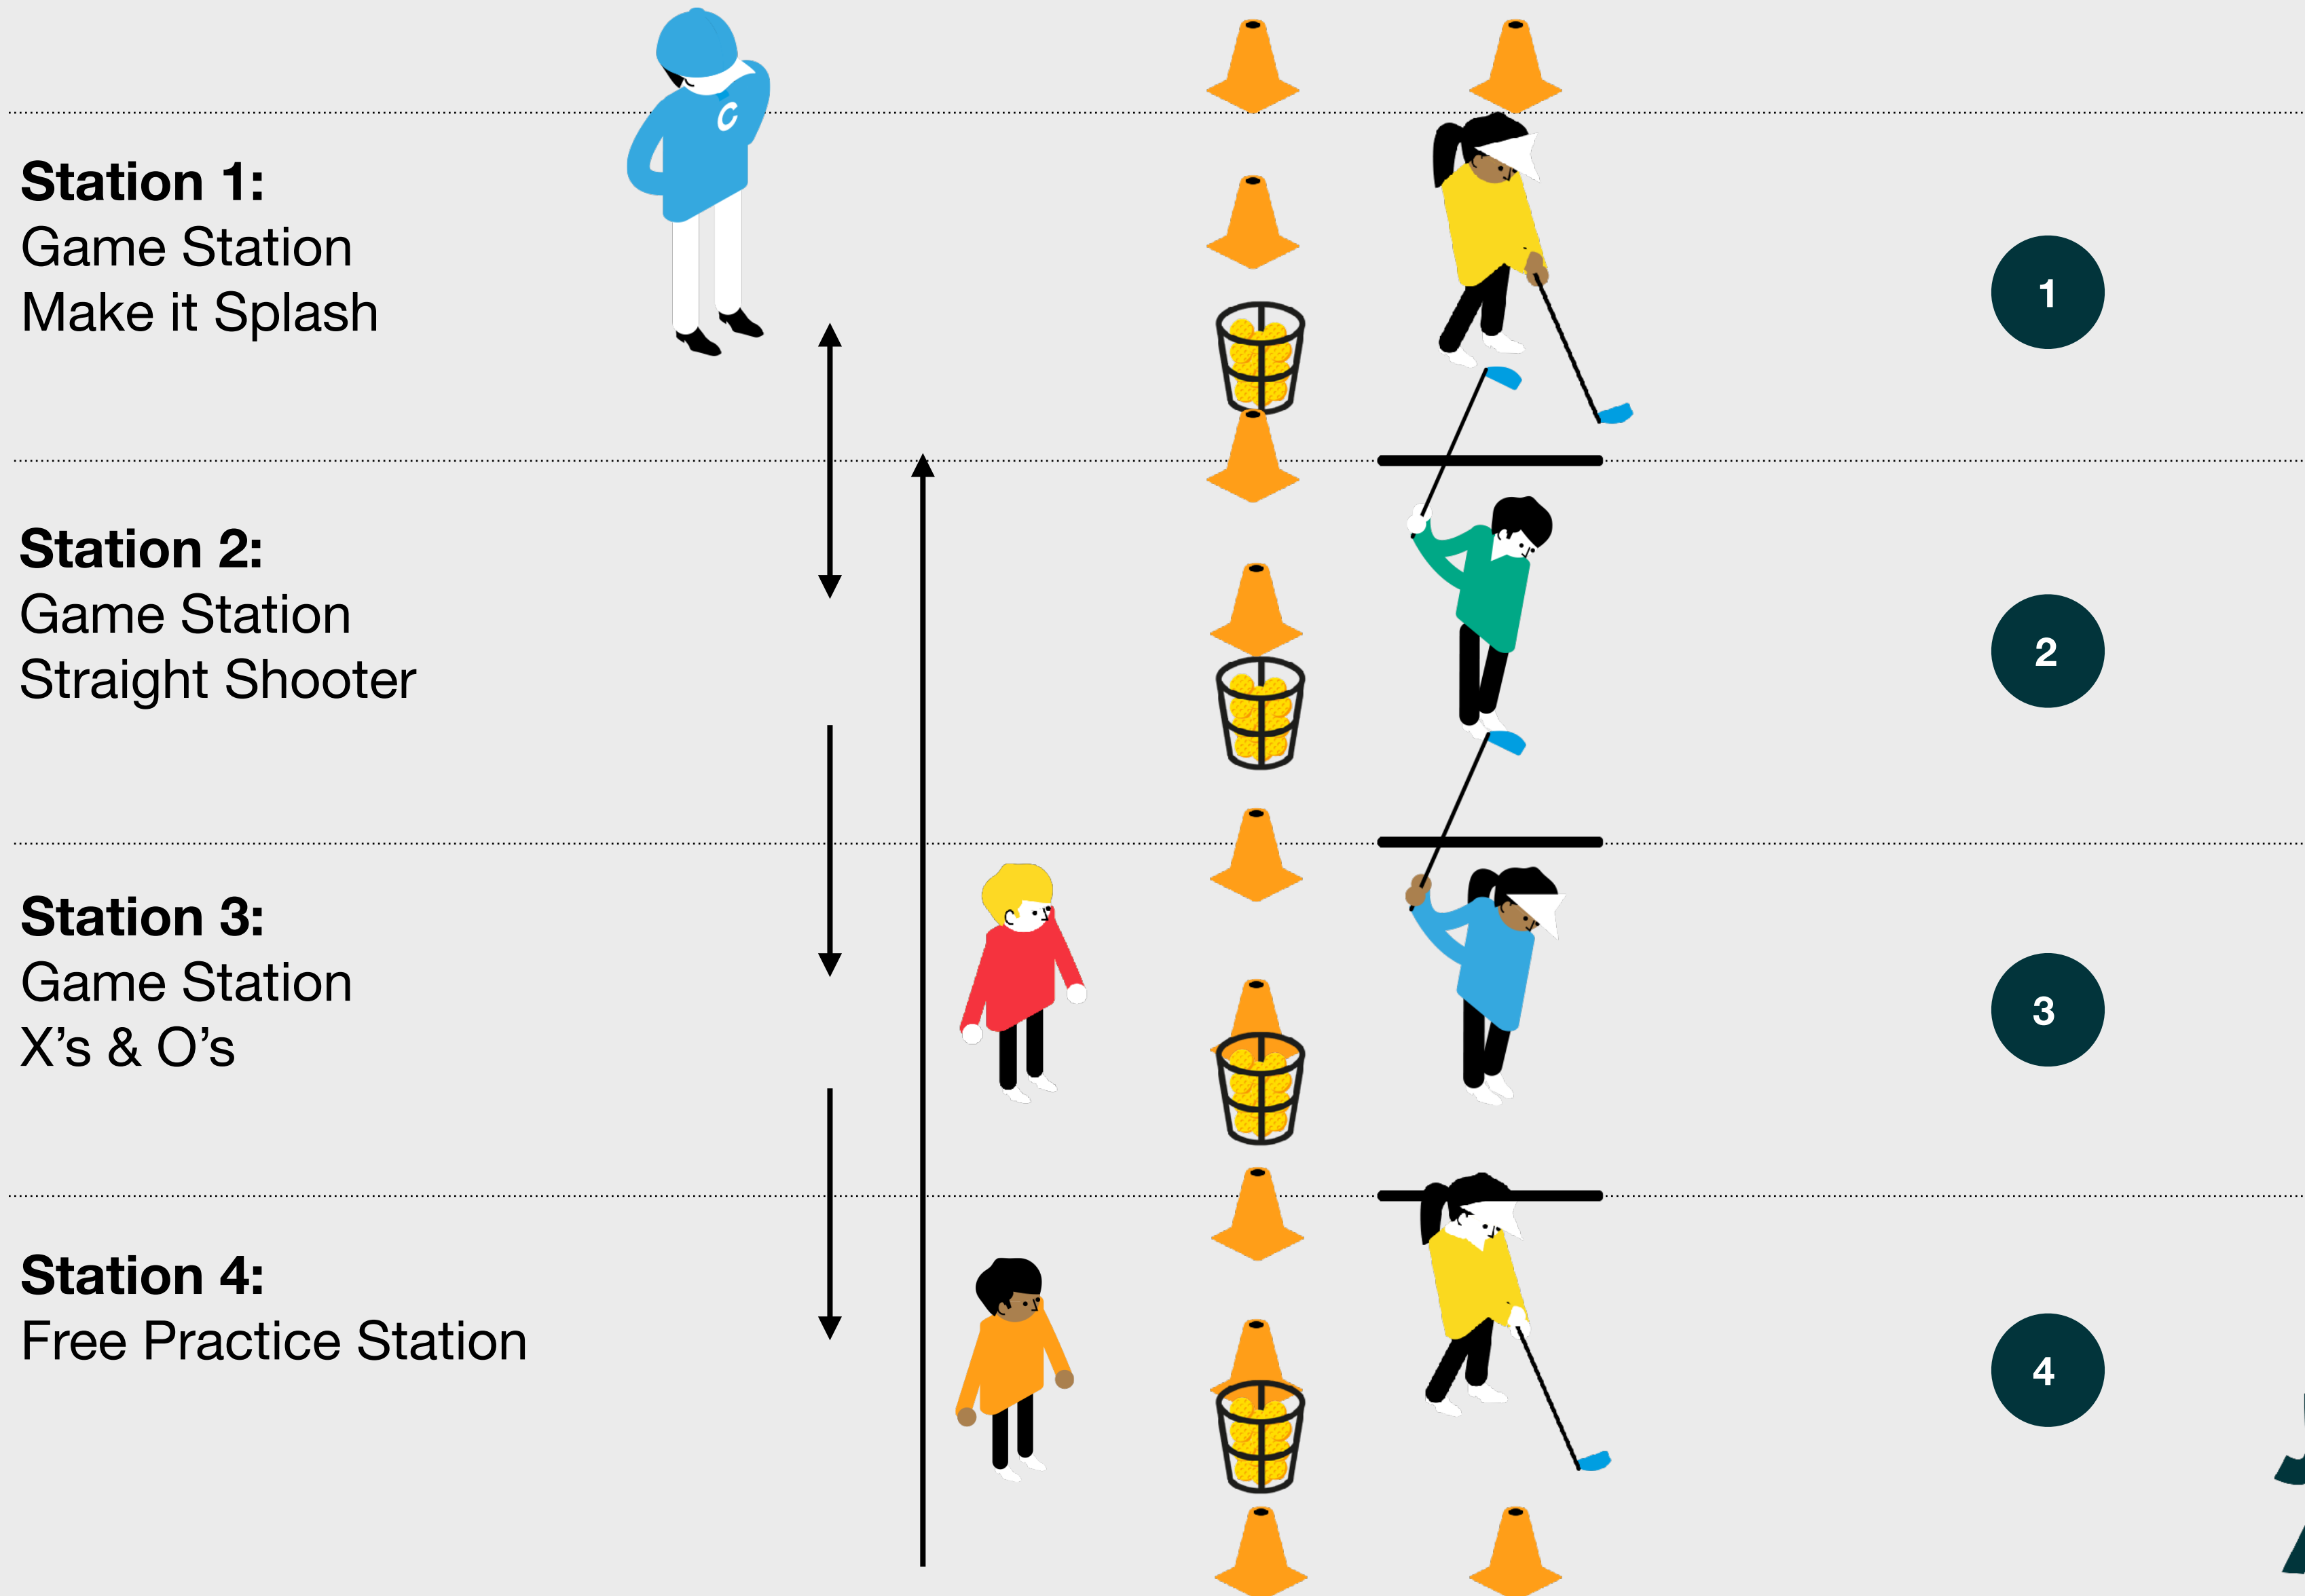 C
Station 1:
Game Station
Make it Splash
1
Station 2:
Game Station
Straight Shooter
2
Station 3:
Game Station
X’s & O’s
3
Station 4:
Free Practice Station
4